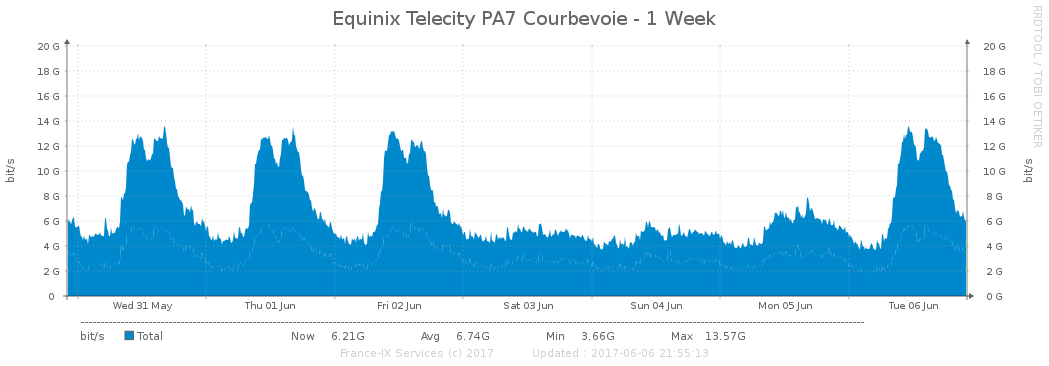 Equinix Telecity PA7 Courbevoie - 1 Week
RRDTOOL / TOBI OETIKER
20 G 20 G
18 G 18 G
16 G 16 G
14 G 14 G
12 G 12 G
10 G 10 G
8 G 8 G
6 G 6 G
4 G 4 G
2 G 2 G
0 0 G
bit/s bit/s
Wed 31 May Thu 01 Jun Fri 02 Jun Sat 03 Jun Sun 04 Jun Mon 05 Jun Tue 06 Jun
bit/s Total Now 6.21G Avg 6.74G Min 3.66G Max 13.57G
France-IX Services (c) 2017 Updated : 2017-06-06 21:55:13